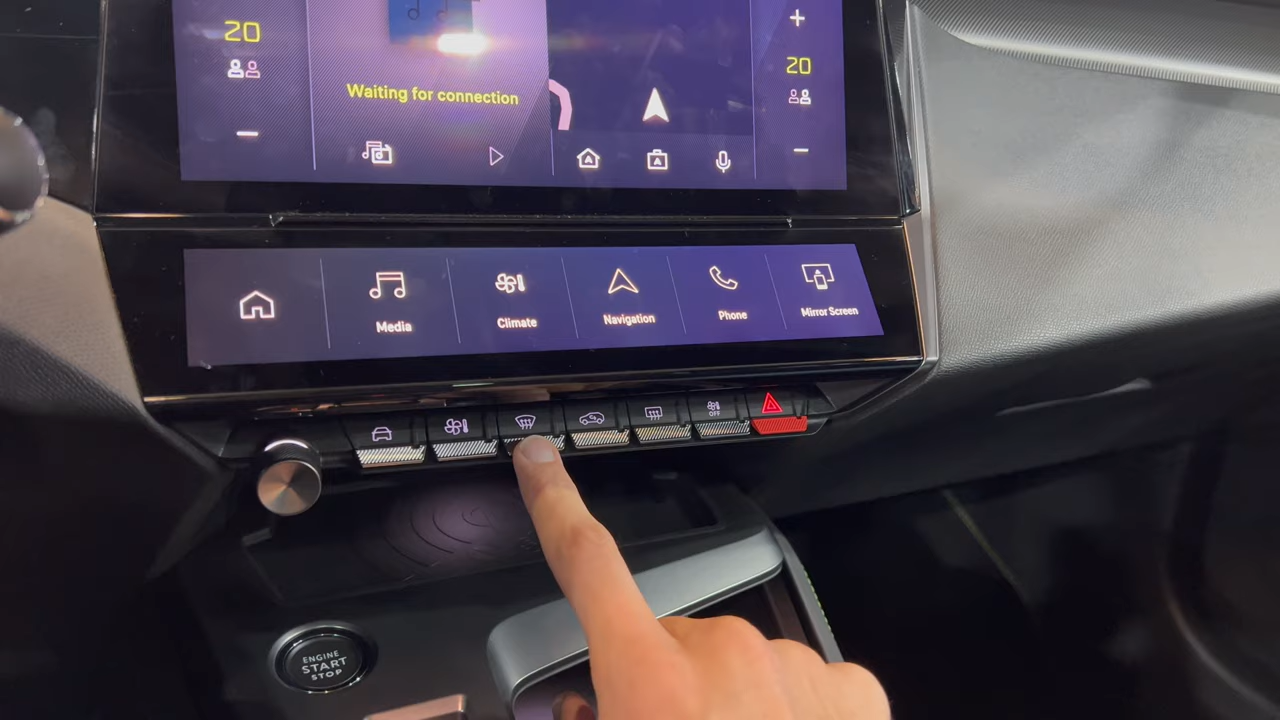 20
20
Waiting for connection
Media
Climate
Navigation
Phone
Mirror Screen
OFF
ENGINE
START
STOP